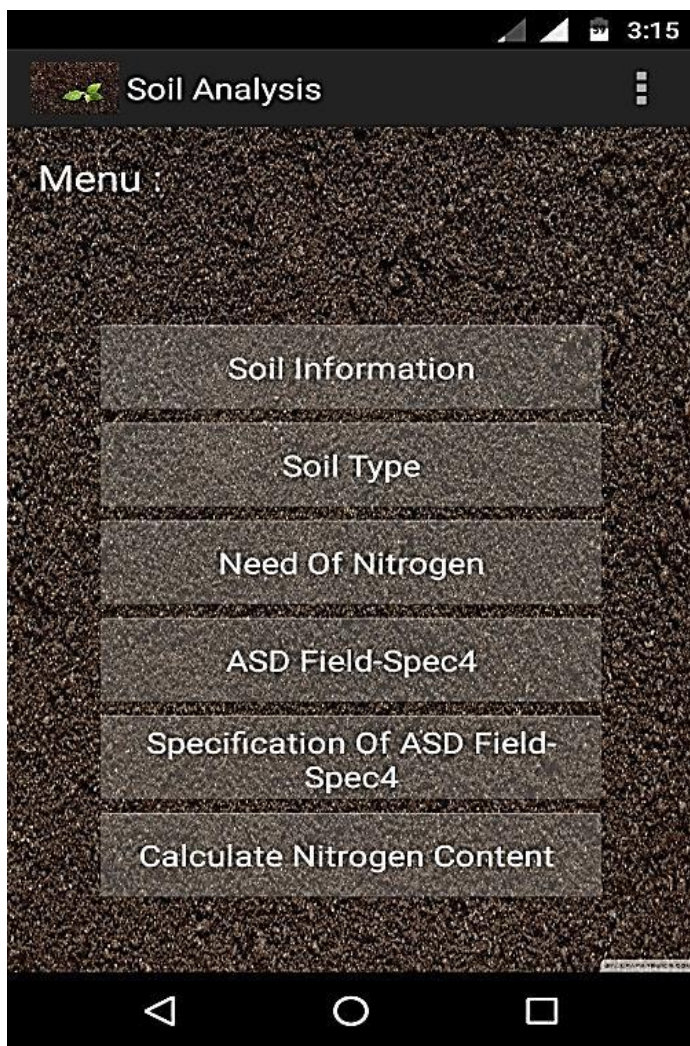 3:15
Soil Analysis
Menu :
Soil Information
Soil Type
Need Of Nitrogen
ASD Field-Spec4
Specification Of ASD Field-
Spec4
Calculate Nitrogen Content